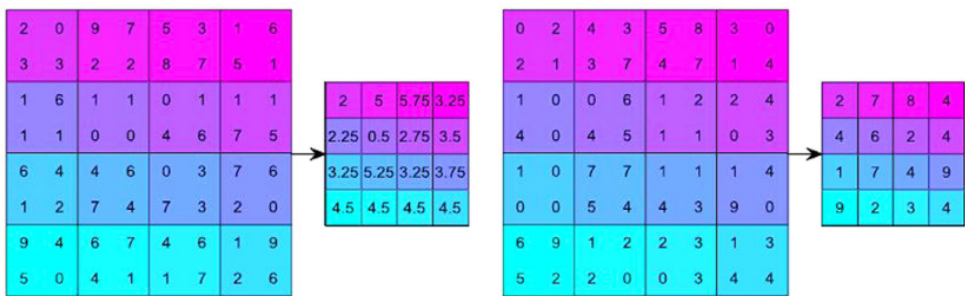 2 0 9 7 5 3 1 6
3 3 2 2 8 7 5 1
1 6 1 1 0 1 1 1
1 1 0 0 4 6 7 5
6 4 4 6 0 3 7 6
1 2 7 4 7 3 2 0
9 4 6 7 4 6 1 9
5 0 4 1 1 7 2 6
2 5 5.75 3.25
2.25 0.5 2.75 3.5
3.25 5.25 3.25 3.75
4.5 4.5 4.5 4.5
0 2 4 3 5 8 3 0
2 1 3 7 4 7 1 4
1 0 0 6 1 2 2 4
4 0 4 5 1 1 0 3
1 0 7 7 1 1 1 4
0 0 5 4 4 3 9 0
6 9 1 2 2 3 1 3
5 2 2 0 0 3 4 4
2 7 8 4
4 6 2 4
1 7 4 9
9 2 3 4